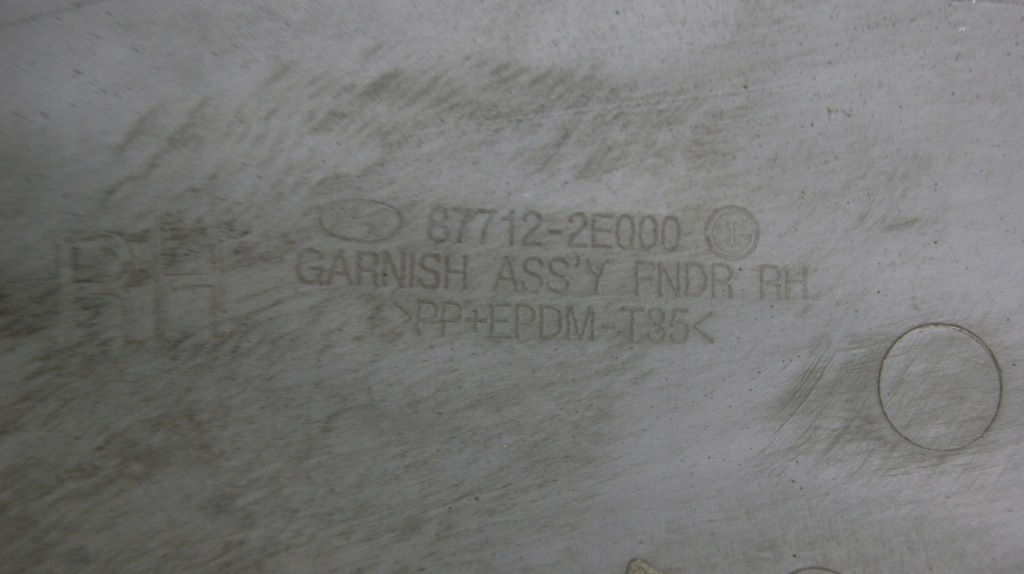 87712-2E000
GARNISH ASS'Y FNDR RH
>PP+EPDM-T35<